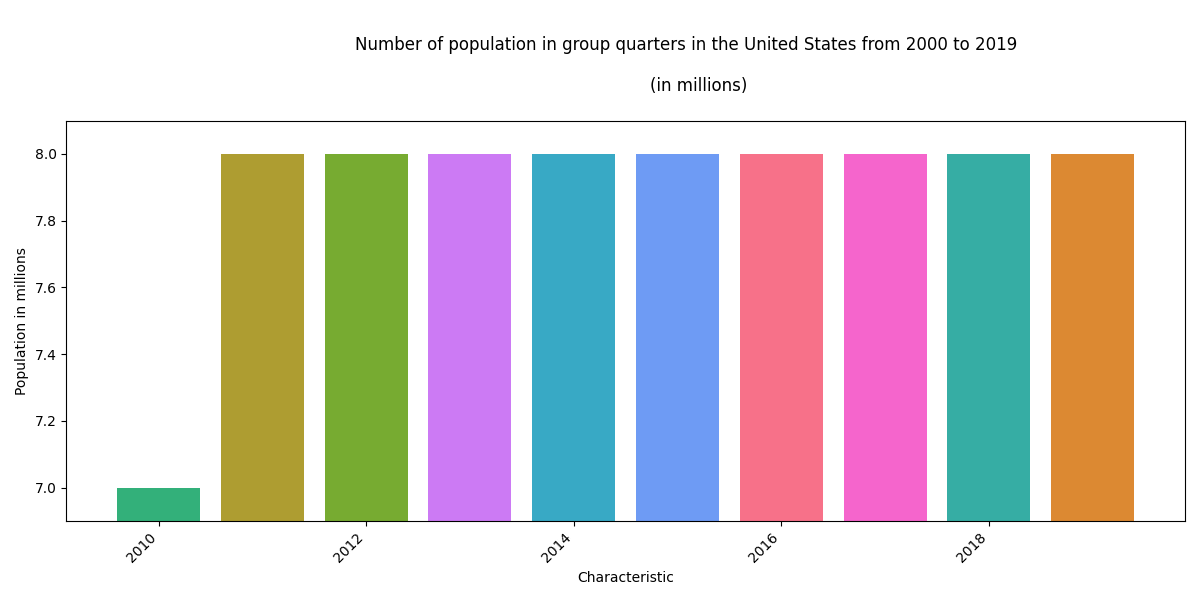 Number of population in group quarters in the United States from 2000 to 2019
(in millions)
8.0
7.8
7.6
7.4
7.2
7.0
Population in millions
2010
2012
2014
2016
2018
Characteristic